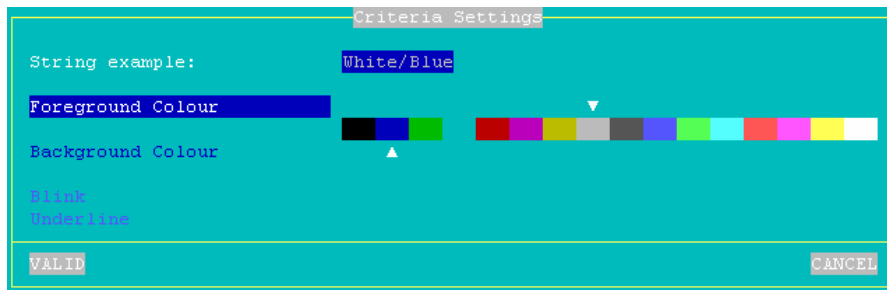 Criteria Settings
String example: White/Blue
Foreground Colour
Background Colour
Blink
Underline
VALID CANCEL